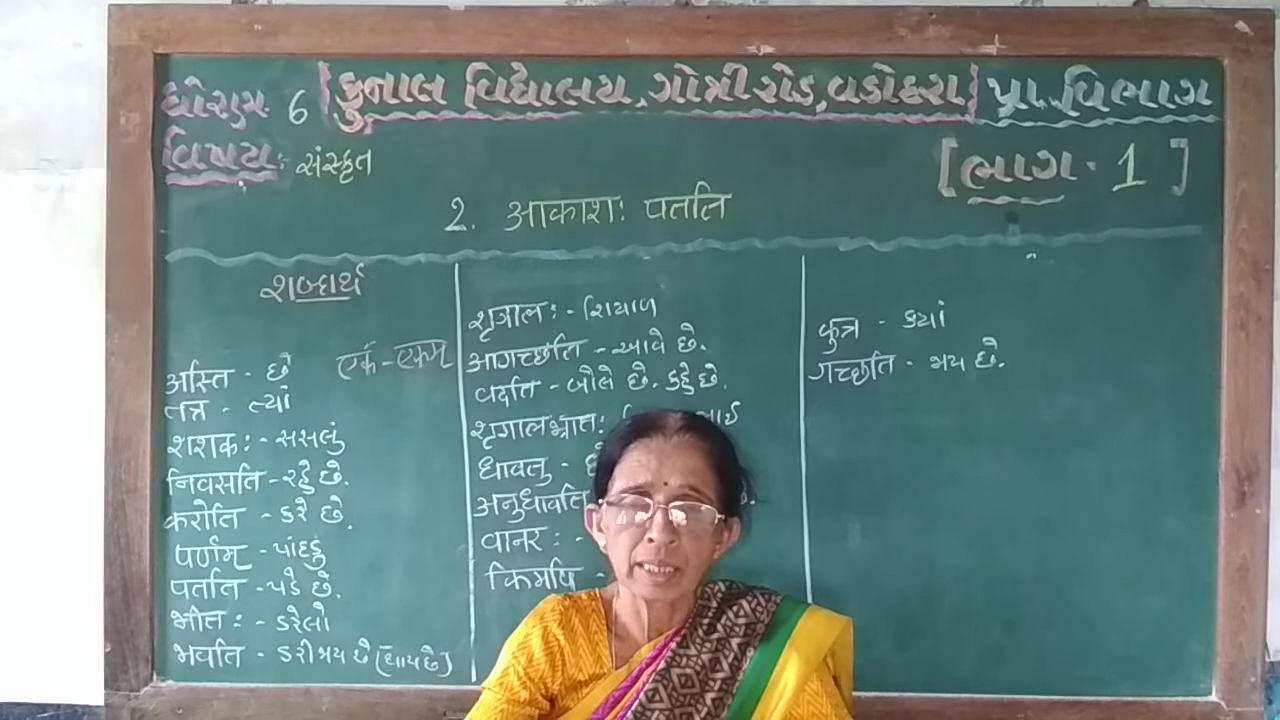 ધોરણ 6 કુનાલ વિદ્યાલય, ગોત્રી રોડ, વડોદરા પ્રા. વિભાગ
વિષય: સંસ્કૃત
[ભાગ - 1]
2. आकाशः पतति
શબ્દાર્થ
एकं - एकम्
अस्ति - છે
तत्र - ત્યાં
शशकः - સસલું
निवसति - રહે છે.
करोति - કરે છે.
पर्णम् - પાંદડું
पतति - પડે છે.
भीतः - ડરેલો
भवति - ડરી જાય છે (થાય છે)
शृगालः - શિયાળ
आगच्छति - આવે છે.
वदति - બોલે છે. કહે છે.
शृगालभ्रातः
धावतु -
अनुधावति
वानरः -
किमपि -
कुत्र - ક્યાં
गच्छति - જાય છે.